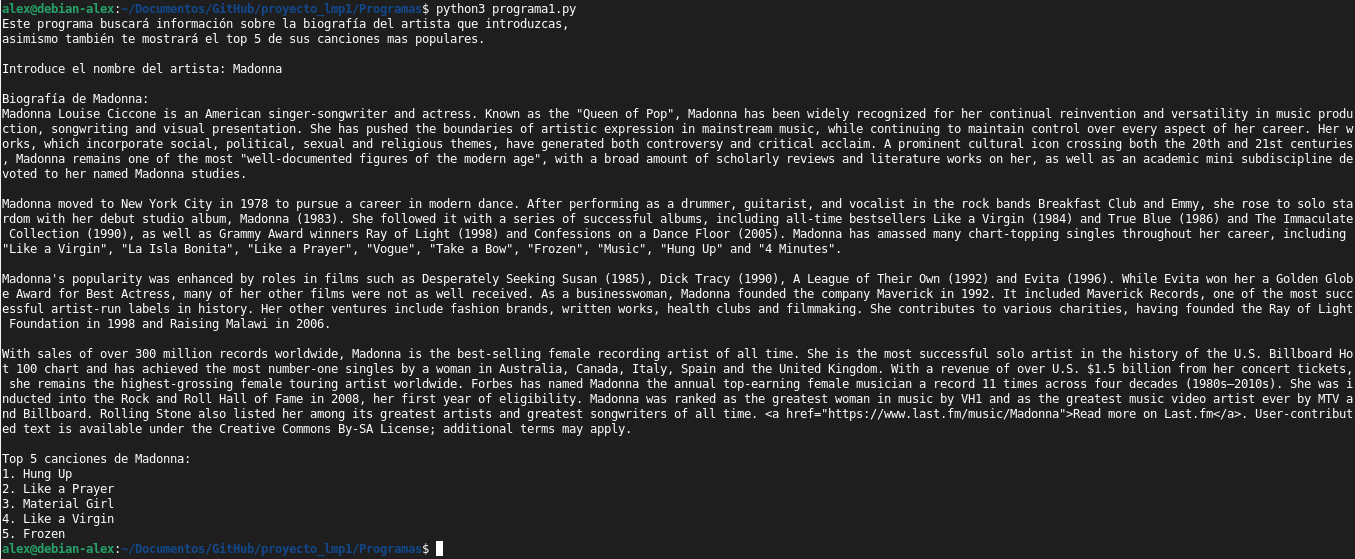 alex@debian-alex:~/Documentos/GitHub/proyecto_lmp1/Programas$ python3 programa1.py
Este programa buscará información sobre la biografía del artista que introduzcas,
asimismo también te mostrará el top 5 de sus canciones mas populares.
Introduce el nombre del artista: Madonna
Biografía de Madonna:
Madonna Louise Ciccone is an American singer-songwriter and actress. Known as the "Queen of Pop", Madonna has been widely recognized for her continual reinvention and versatility in music produ
ction, songwriting and visual presentation. She has pushed the boundaries of artistic expression in mainstream music, while continuing to maintain control over every aspect of her career. Her w
orks, which incorporate social, political, sexual and religious themes, have generated both controversy and critical acclaim. A prominent cultural icon crossing both the 20th and 21st centuries
, Madonna remains one of the most "well-documented figures of the modern age", with a broad amount of scholarly reviews and literature works on her, as well as an academic mini subdiscipline de
voted to her named Madonna studies.
Madonna moved to New York City in 1978 to pursue a career in modern dance. After performing as a drummer, guitarist, and vocalist in the rock bands Breakfast Club and Emmy, she rose to solo sta
rdom with her debut studio album, Madonna (1983). She followed it with a series of successful albums, including all-time bestsellers Like a Virgin (1984) and True Blue (1986) and The Immaculate
 Collection (1990), as well as Grammy Award winners Ray of Light (1998) and Confessions on a Dance Floor (2005). Madonna has amassed many chart-topping singles throughout her career, including
"Like a Virgin", "La Isla Bonita", "Like a Prayer", "Vogue", "Take a Bow", "Frozen", "Music", "Hung Up" and "4 Minutes".
Madonna's popularity was enhanced by roles in films such as Desperately Seeking Susan (1985), Dick Tracy (1990), A League of Their Own (1992) and Evita (1996). While Evita won her a Golden Glob
e Award for Best Actress, many of her other films were not as well received. As a businesswoman, Madonna founded the company Maverick in 1992. It included Maverick Records, one of the most succ
essful artist-run labels in history. Her other ventures include fashion brands, written works, health clubs and filmmaking. She contributes to various charities, having founded the Ray of Light
 Foundation in 1998 and Raising Malawi in 2006.
With sales of over 300 million records worldwide, Madonna is the best-selling female recording artist of all time. She is the most successful solo artist in the history of the U.S. Billboard Ho
t 100 chart and has achieved the most number-one singles by a woman in Australia, Canada, Italy, Spain and the United Kingdom. With a revenue of over U.S. $1.5 billion from her concert tickets,
 she remains the highest-grossing female touring artist worldwide. Forbes has named Madonna the annual top-earning female musician a record 11 times across four decades (1980s–2010s). She was i
nducted into the Rock and Roll Hall of Fame in 2008, her first year of eligibility. Madonna was ranked as the greatest woman in music by VH1 and as the greatest music video artist ever by MTV a
nd Billboard. Rolling Stone also listed her among its greatest artists and greatest songwriters of all time. <a href="https://www.last.fm/music/Madonna">Read more on Last.fm</a>. User-contribut
ed text is available under the Creative Commons By-SA License; additional terms may apply.
Top 5 canciones de Madonna:
1. Hung Up
2. Like a Prayer
3. Material Girl
4. Like a Virgin
5. Frozen
alex@debian-alex:~/Documentos/GitHub/proyecto_lmp1/Programas$